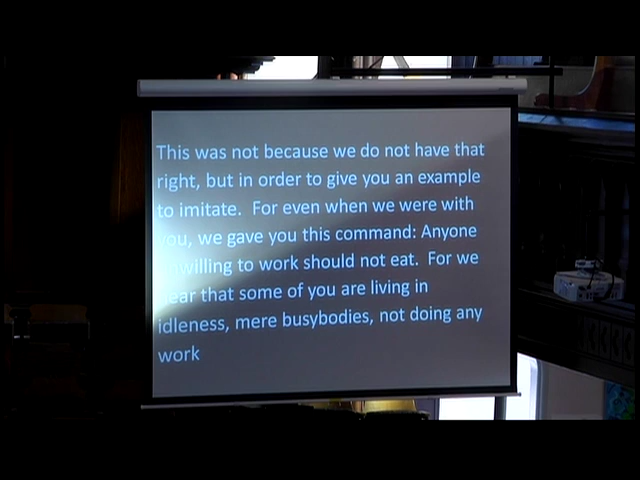 This was not because we do not have that
right, but in order to give you an example
to imitate.  For even when we were with
you, we gave you this command: Anyone
willing to work should not eat.  For we
hear that some of you are living in
idleness, mere busybodies, not doing any
work